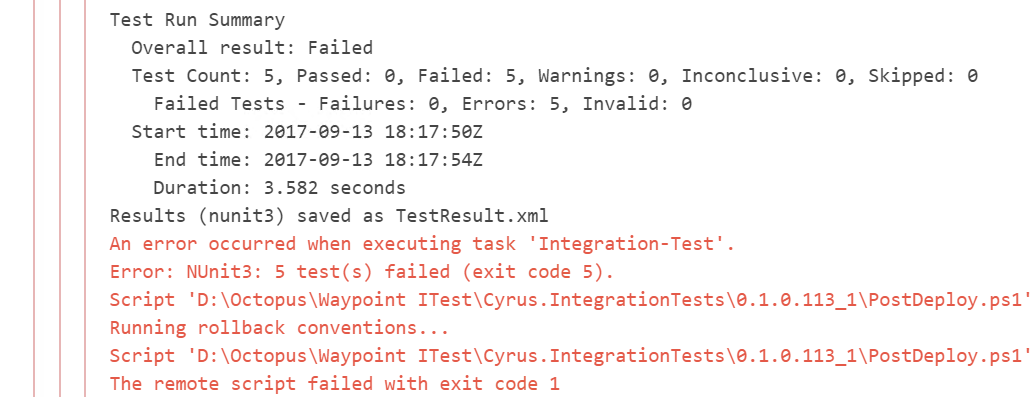 Test Run Summary
Overall result: Failed
Test Count: 5, Passed: 0, Failed: 5, Warnings: 0, Inconclusive: 0, Skipped: 0
Failed Tests - Failures: 0, Errors: 5, Invalid: 0
Start time: 2017-09-13 18:17:50Z
End time: 2017-09-13 18:17:54Z
Duration: 3.582 seconds
Results (nunit3) saved as TestResult.xml
An error occurred when executing task 'Integration-Test'.
Error: NUnit3: 5 test(s) failed (exit code 5).
Script 'D:\Octopus\Waypoint ITest\Cyrus.IntegrationTests\0.1.0.113_1\PostDeploy.ps1'
Running rollback conventions...
Script 'D:\Octopus\Waypoint ITest\Cyrus.IntegrationTests\0.1.0.113_1\PostDeploy.ps1'
The remote script failed with exit code 1